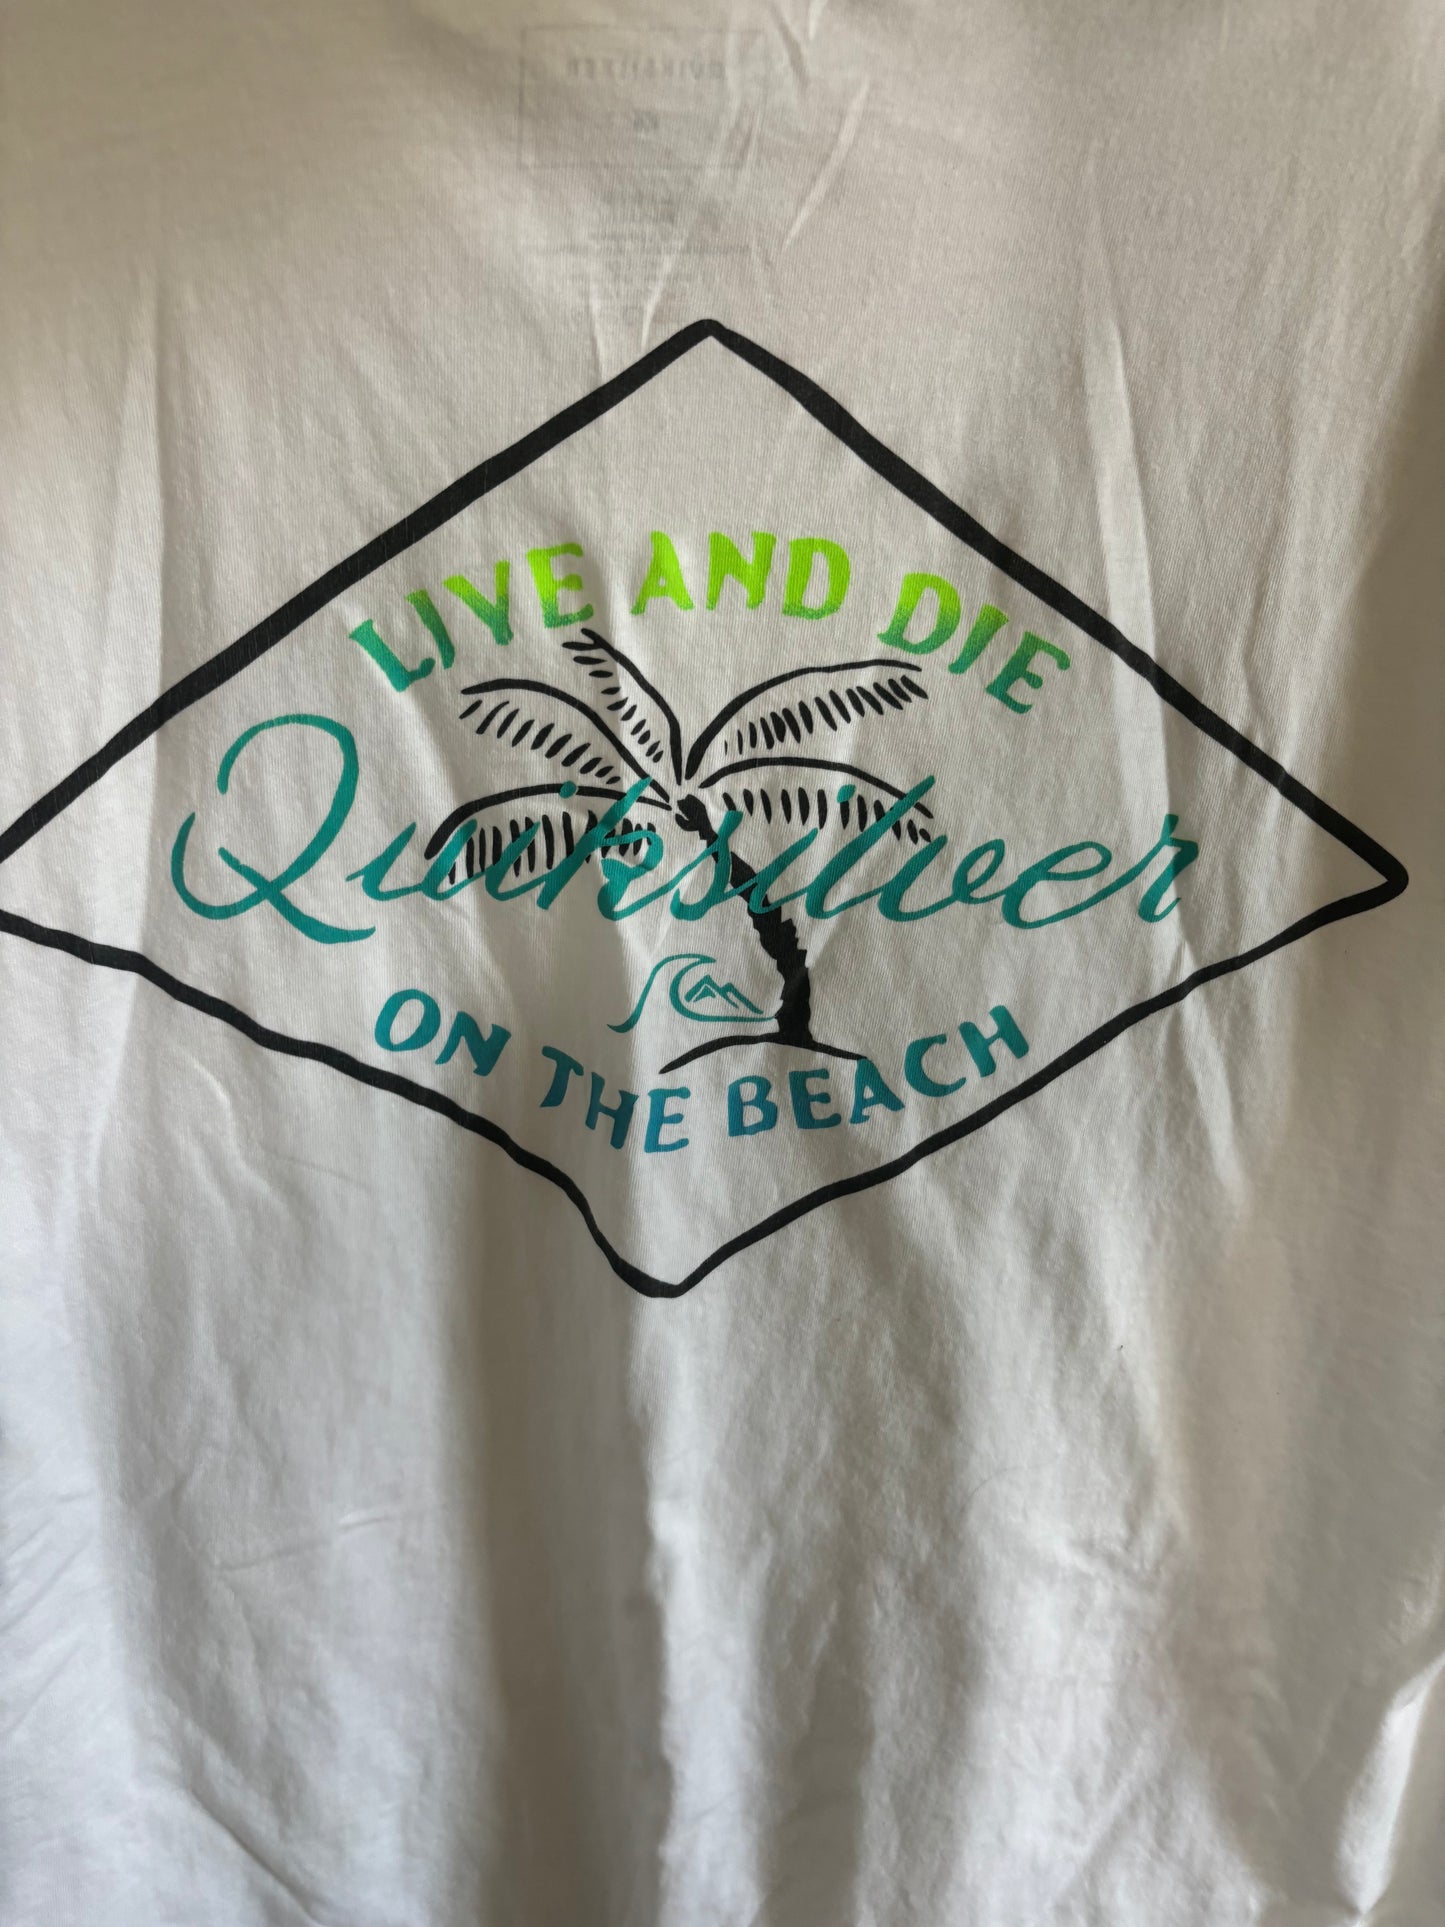 LIVE AND DIE
Quiksilver
ON THE BEACH